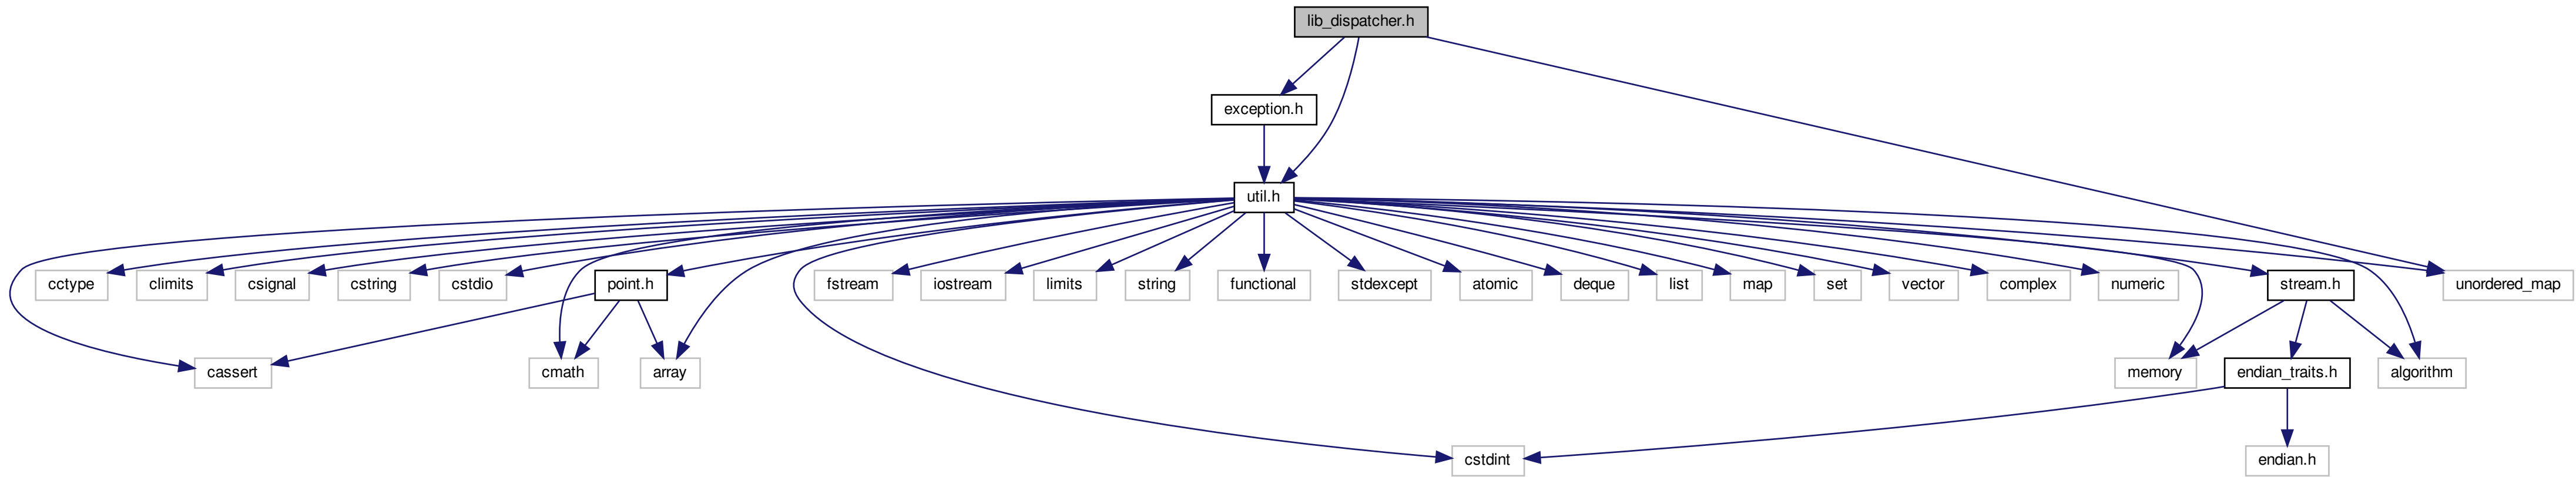 lib_dispatcher.h
exception.h
util.h
cctype
climits
csignal
cstring
cstdio
point.h
fstream
iostream
limits
string
functional
stdexcept
atomic
deque
list
map
set
vector
complex
numeric
stream.h
unordered_map
cassert
cmath
array
memory
endian_traits.h
algorithm
cstdint
endian.h